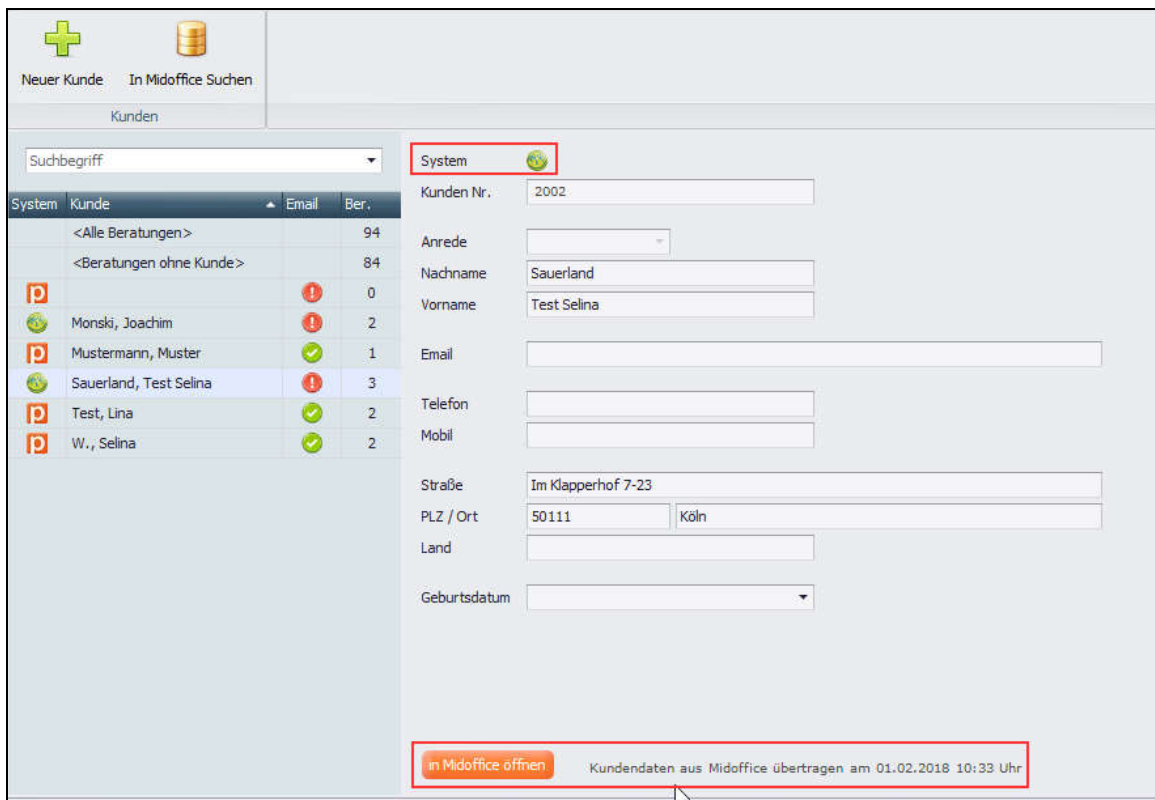 Neuer Kunde In Midoffice Suchen
Kunden
Suchbegriff
System Kunde Email Ber.
<Alle Beratungen> 94
<Beratungen ohne Kunde> 84
p 0
Monski, Joachim 2
p Mustermann, Muster 1
Sauerland, Test Selina 3
p Test, Lina 2
p W., Selina 2
System
Kunden Nr. 2002
Anrede
Nachname Sauerland
Vorname Test Selina
Email
Telefon
Mobil
Straße Im Klapperhof 7-23
PLZ / Ort 50111 Köln
Land
Geburtsdatum
in Midoffice öffnen Kundendaten aus Midoffice übertragen am 01.02.2018 10:33 Uhr